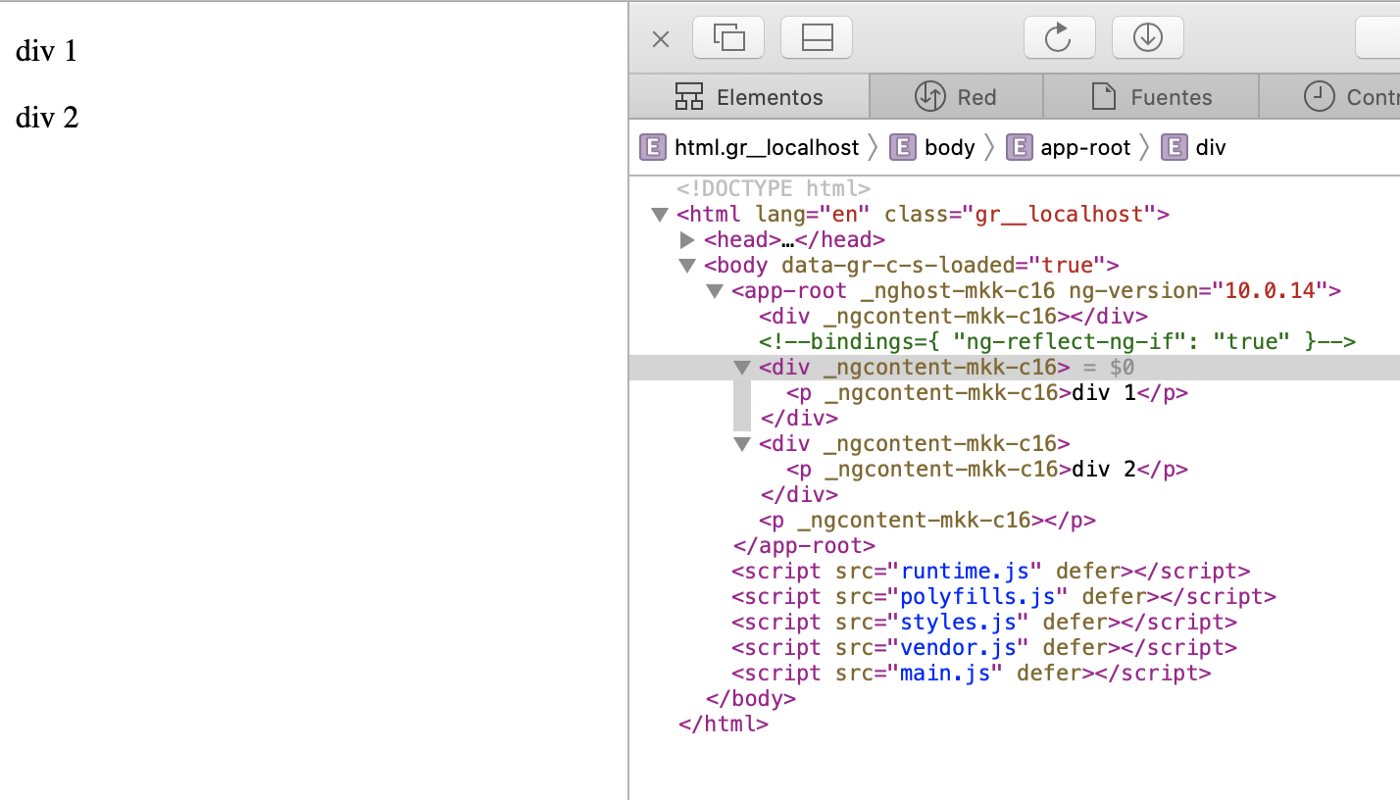 div 1
div 2
Elementos Red Fuentes Cont
E html.gr__localhost E body E app-root E div
<!DOCTYPE html>
<html lang="en" class="gr__localhost">
<head>…</head>
<body data-gr-c-s-loaded="true">
<app-root _nghost-mkk-c16 ng-version="10.0.14">
<div _ngcontent-mkk-c16></div>
<!--bindings={ "ng-reflect-ng-if": "true" }-->
<div _ngcontent-mkk-c16> = $0
<p _ngcontent-mkk-c16>div 1</p>
</div>
<div _ngcontent-mkk-c16>
<p _ngcontent-mkk-c16>div 2</p>
</div>
<p _ngcontent-mkk-c16></p>
</app-root>
<script src="runtime.js" defer></script>
<script src="polyfills.js" defer></script>
<script src="styles.js" defer></script>
<script src="vendor.js" defer></script>
<script src="main.js" defer></script>
</body>
</html>